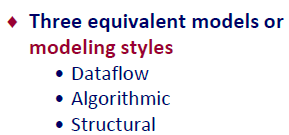 ♦ Three equivalent models or
modeling styles
• Dataflow
• Algorithmic
• Structural